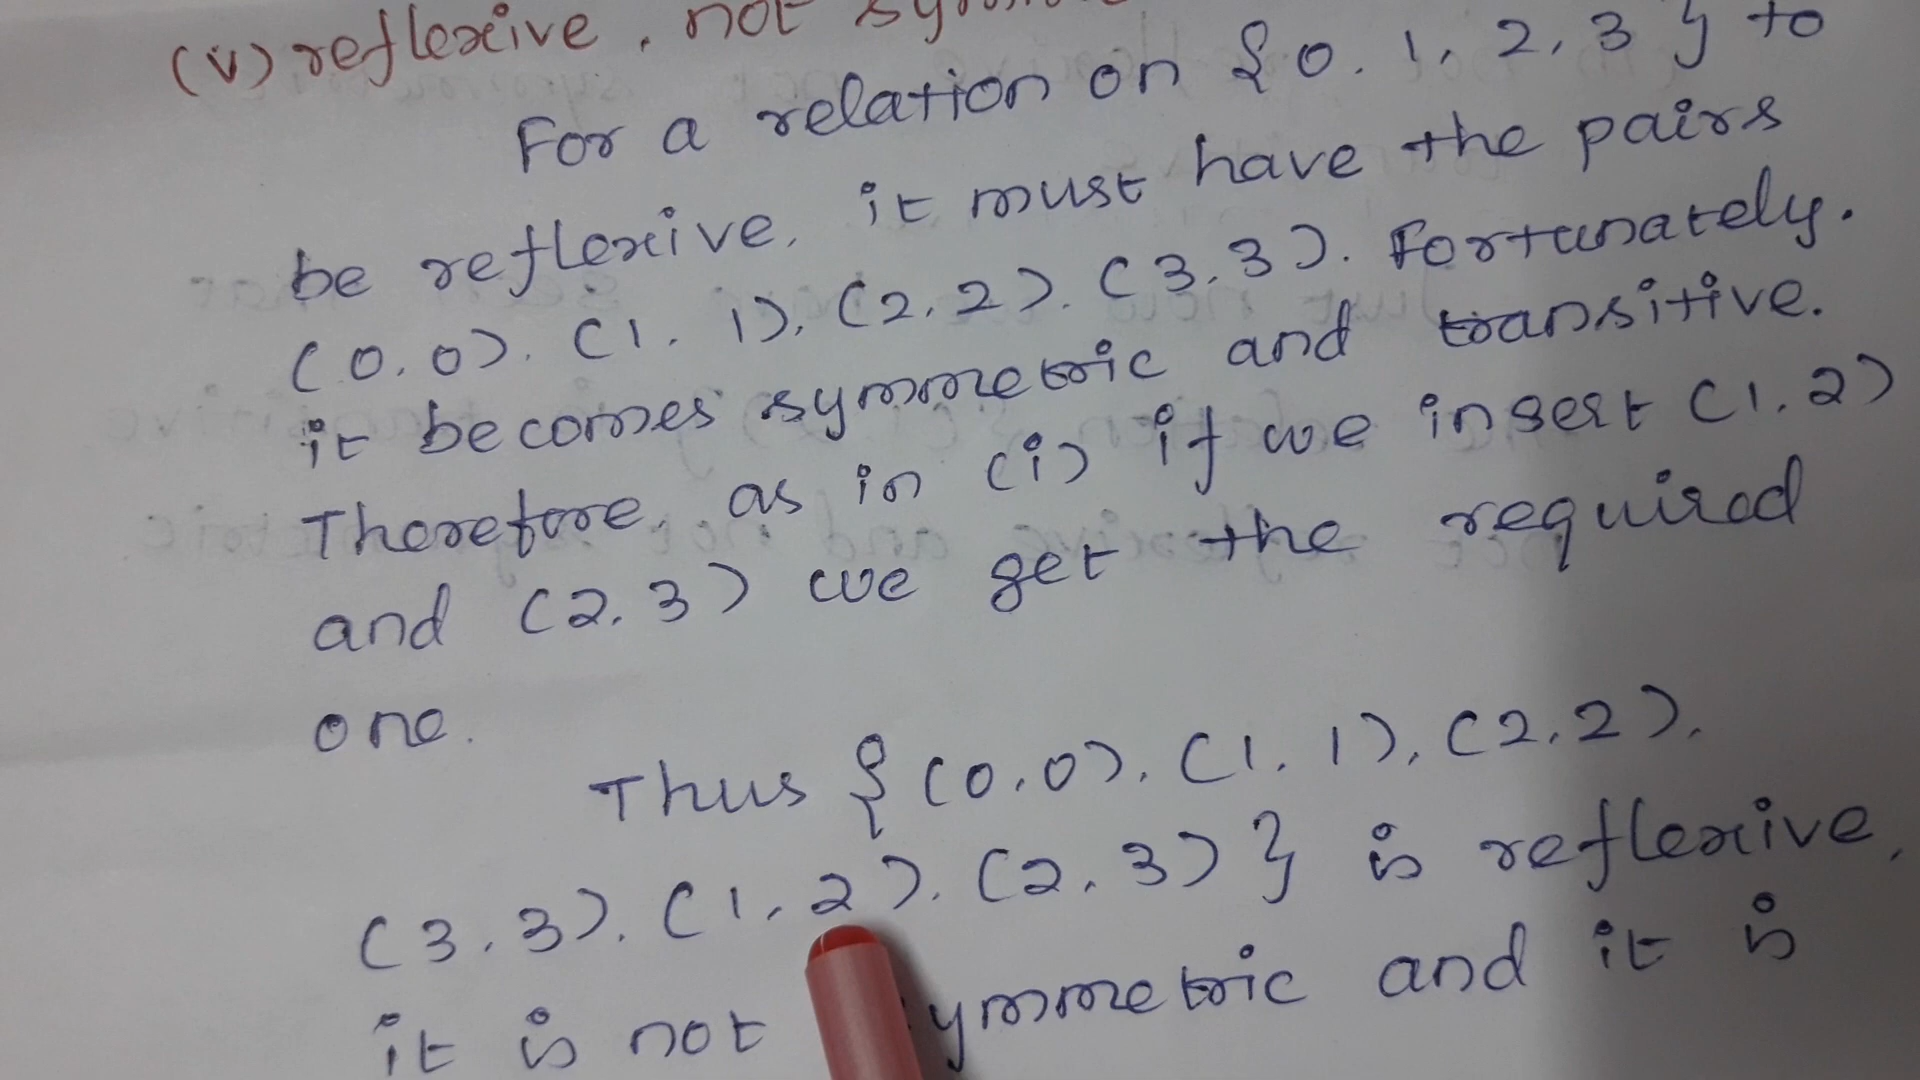 (v) reflexive, not
For a relation on {0, 1, 2, 3} to
be reflexive, it must have the pairs
(0,0), (1, 1), (2,2), (3,3). Fortunately,
it becomes symmetric and transitive.
Therefore, as in (i) if we insert (1,2)
and (2,3) we get the required
one.
Thus {(0,0), (1, 1), (2,2),
(3,3), (1,2), (2,3)} is reflexive,
it is not symmetric and it is